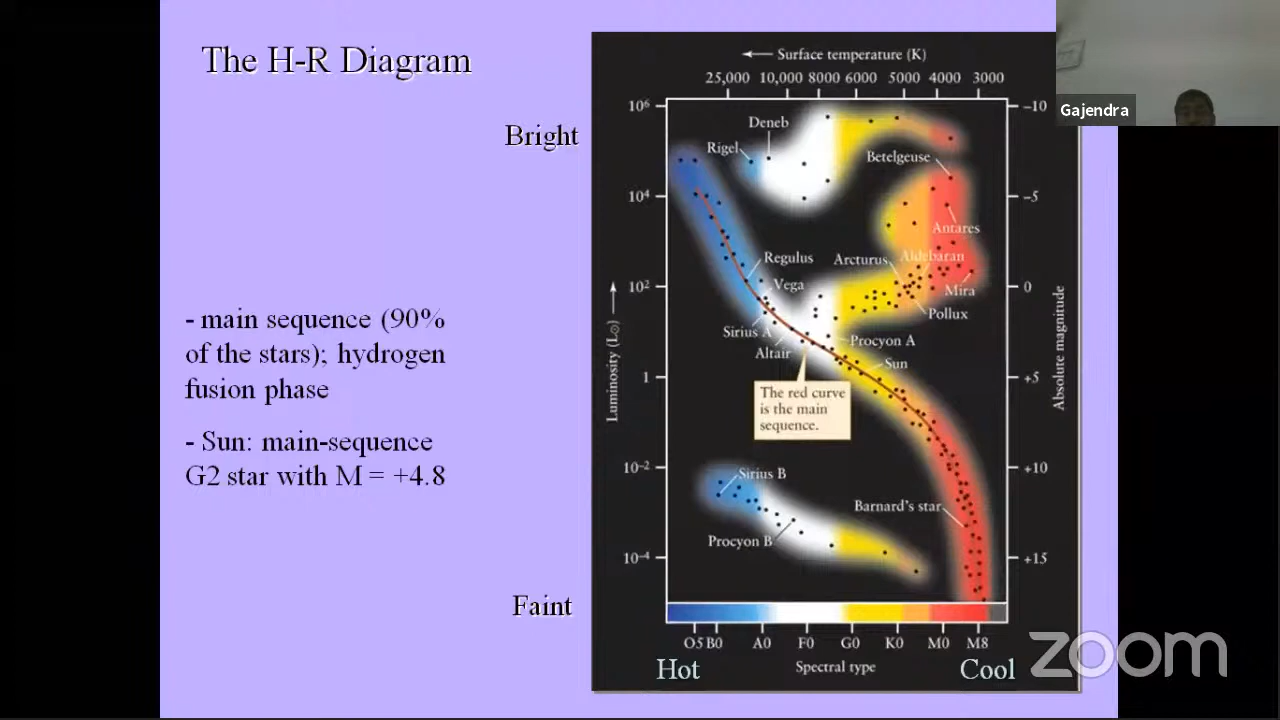 The H-R Diagram
Bright
- main sequence (90%
of the stars); hydrogen
fusion phase
- Sun: main-sequence
G2 star with M = +4.8
Faint
Surface temperature (K)
25,000 10,000 8000 6000 5000 4000 3000
10⁶
10⁴
10²
1
10⁻²
10⁻⁴
Luminosity (L☉)
-10
-5
0
+5
+10
+15
Absolute magnitude
Deneb
Rigel
Betelgeuse
Antares
Regulus
Arcturus
Aldebaran
Vega
Mira
Pollux
Sirius A
Procyon A
Altair
Sun
The red curve
is the main
sequence.
Sirius B
Barnard's star
Procyon B
O5 B0 A0 F0 G0 K0 M0 M8
Hot
Spectral type
Cool
Gajendra
zoom